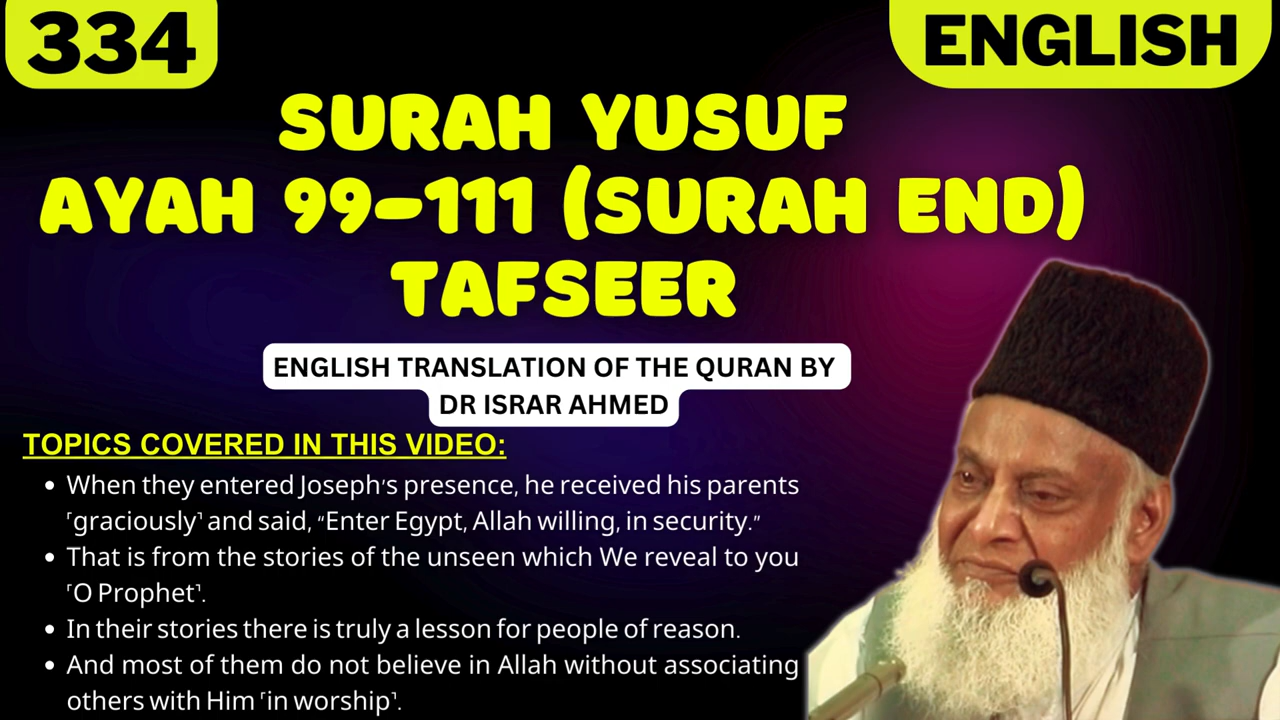 334
ENGLISH
SURAH YUSUF
AYAH 99-111 (SURAH END)
TAFSEER
ENGLISH TRANSLATION OF THE QURAN BY
DR ISRAR AHMED
TOPICS COVERED IN THIS VIDEO:
• When they entered Joseph's presence, he received his parents
˹graciously˺ and said, “Enter Egypt, Allah willing, in security.”
• That is from the stories of the unseen which We reveal to you
˹O Prophet˺.
• In their stories there is truly a lesson for people of reason.
• And most of them do not believe in Allah without associating
others with Him ˹in worship˺.